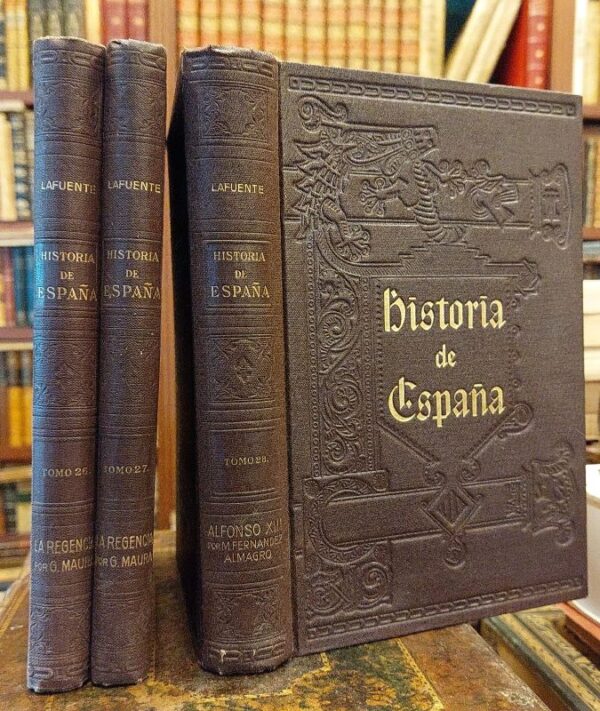 LAFUENTE
HISTORIA
DE
ESPAÑA
TOMO 26.
LA REGENCIA
POR G. MAURA
LAFUENTE
HISTORIA
DE
ESPAÑA
TOMO 27.
LA REGENCIA
POR G. MAURA
LAFUENTE
HISTORIA
DE
ESPAÑA
TOMO 28.
ALFONSO XIII
POR M. FERNANDEZ
ALMAGRO
Historia
de
España